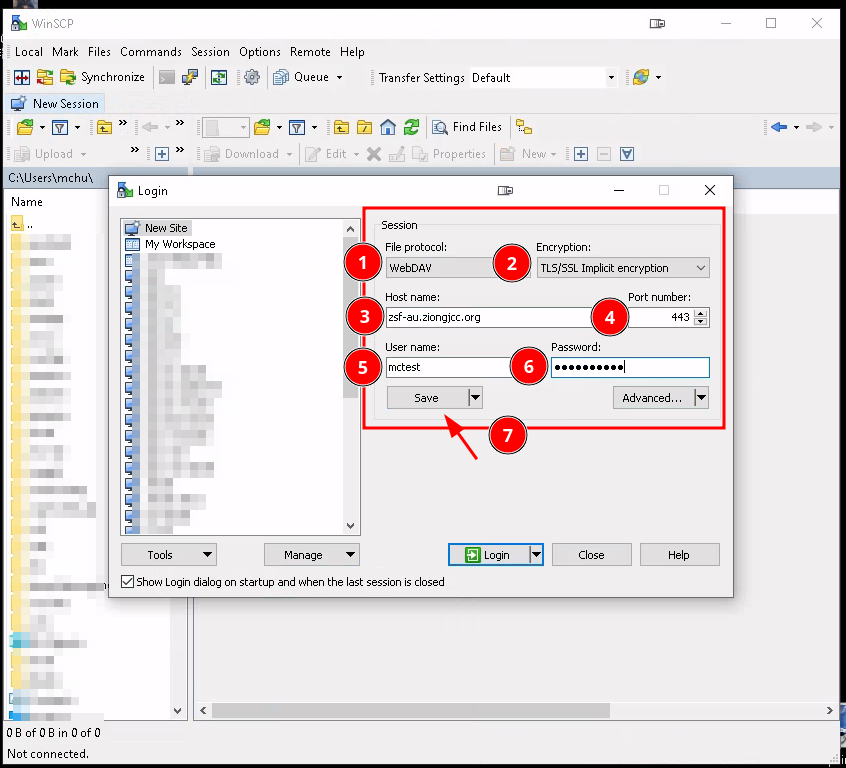 WinSCP
Local Mark Files Commands Session Options Remote Help
Synchronize Queue Transfer Settings Default
New Session
Find Files
Upload Download Edit Properties New
C:\Users\mchu\
Name
..
Login
New Site
My Workspace
Session
File protocol: Encryption:
1 WebDAV 2 TLS/SSL Implicit encryption
Host name: Port number:
3 zsf-au.ziongjcc.org 4 443
User name: Password:
5 mctest 6 ●●●●●●●●●●
Save Advanced...
7
Tools Manage Login Close Help
Show Login dialog on startup and when the last session is closed
0 B of 0 B in 0 of 0
Not connected.